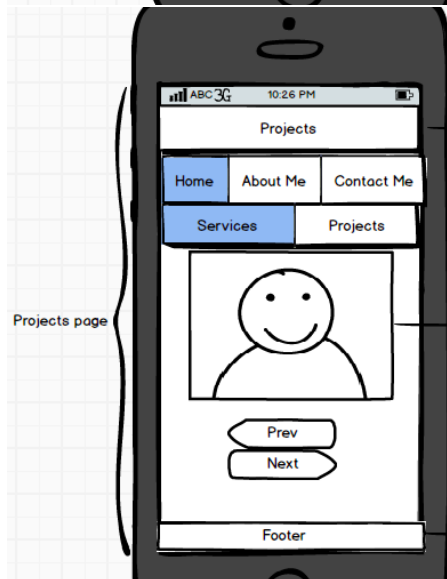 ABC 3G 10:26 PM
Projects
Home About Me Contact Me
Services Projects
Projects page
Prev
Next
Footer